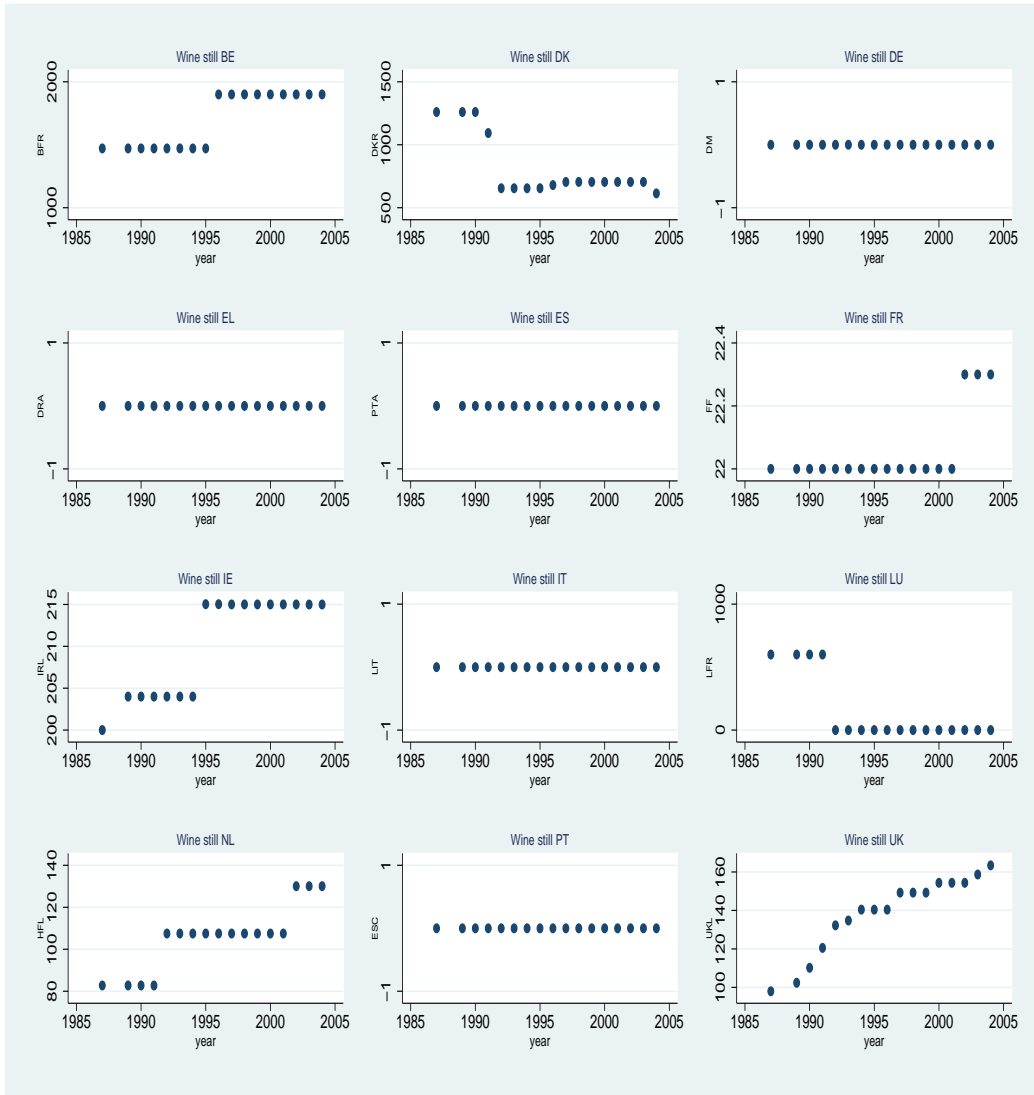 Wine still BE
BFR
2000
1000
1985 1990 1995 2000 2005
year
Wine still DK
DKR
1500
1000
500
1985 1990 1995 2000 2005
year
Wine still DE
DM
1
−1
1985 1990 1995 2000 2005
year
Wine still EL
DRA
1
−1
1985 1990 1995 2000 2005
year
Wine still ES
PTA
1
−1
1985 1990 1995 2000 2005
year
Wine still FR
FF
22.4
22.2
22
1985 1990 1995 2000 2005
year
Wine still IE
IRL
215
210
205
200
1985 1990 1995 2000 2005
year
Wine still IT
LIT
1
−1
1985 1990 1995 2000 2005
year
Wine still LU
LFR
1000
0
1985 1990 1995 2000 2005
year
Wine still NL
HFL
140
120
100
80
1985 1990 1995 2000 2005
year
Wine still PT
ESC
1
−1
1985 1990 1995 2000 2005
year
Wine still UK
UKL
160
140
120
100
1985 1990 1995 2000 2005
year